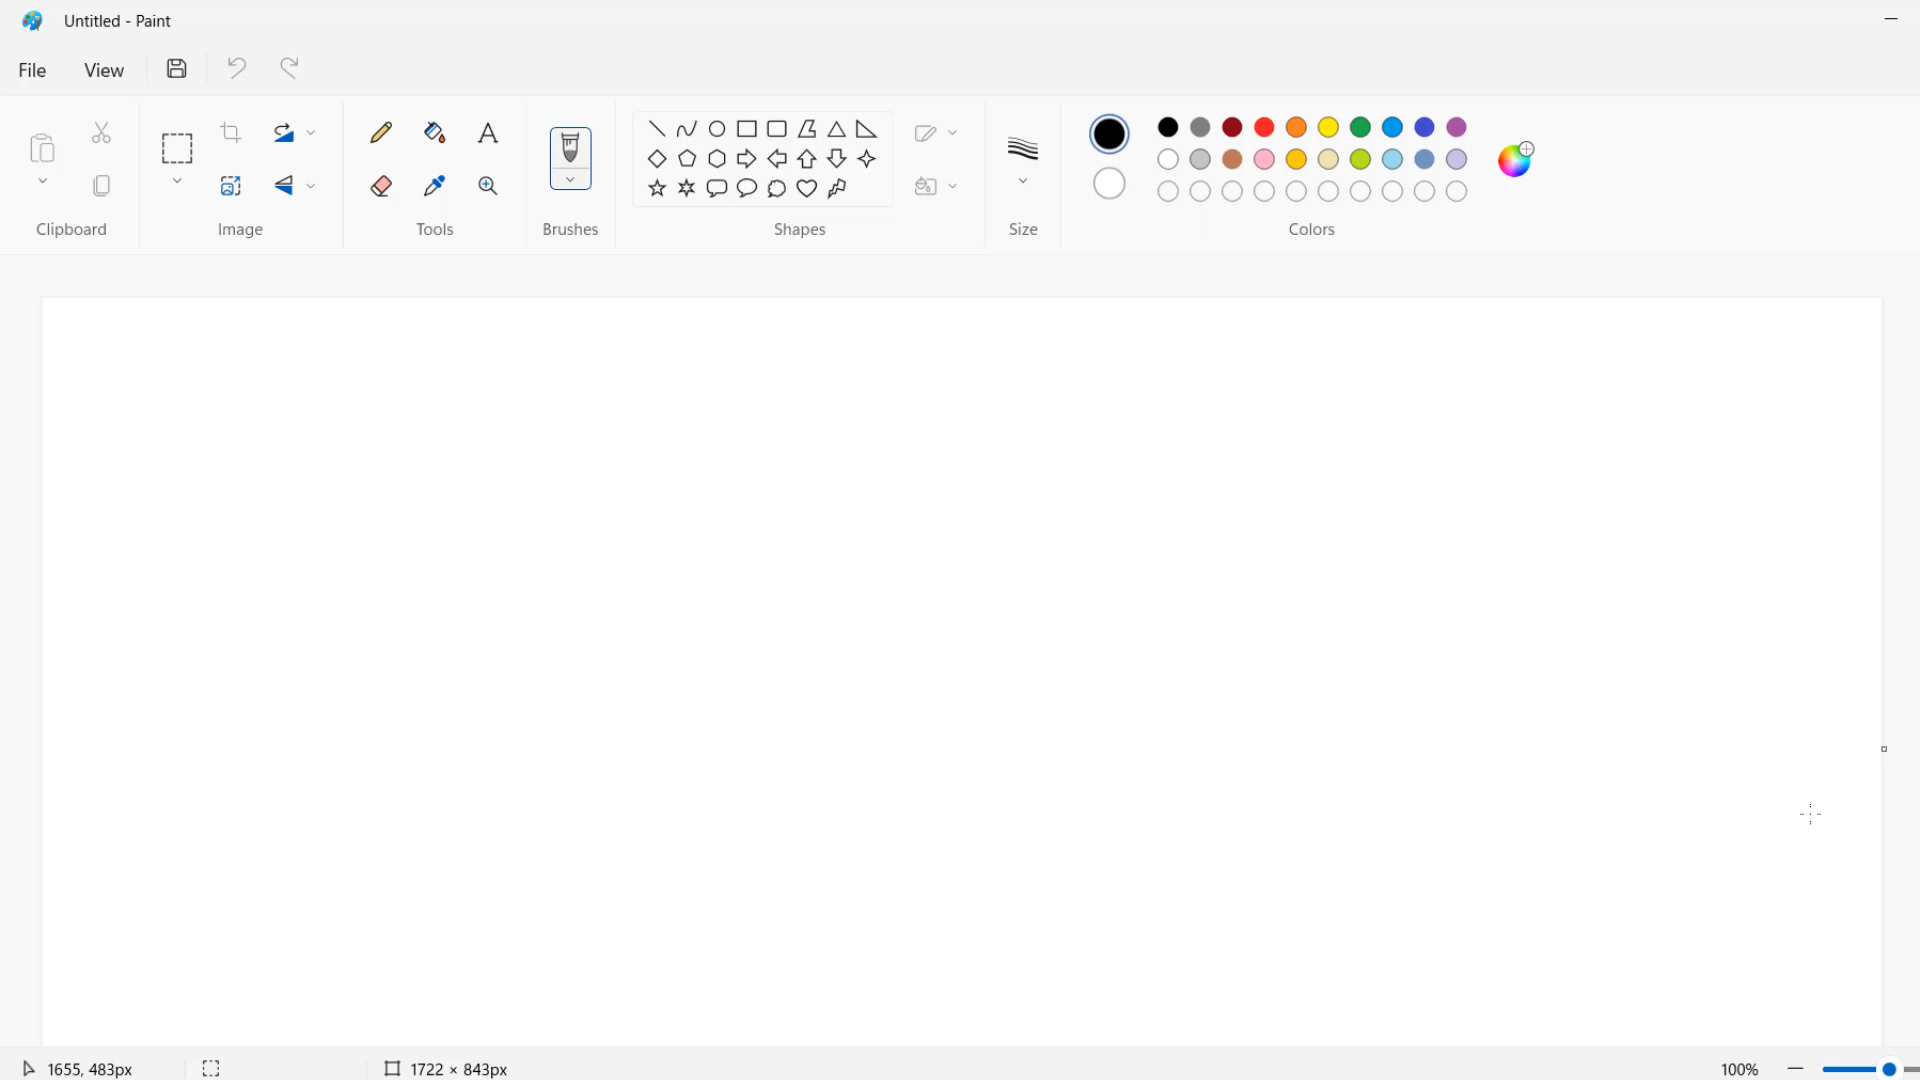 Untitled - Paint
File View
Clipboard Image Tools Brushes Shapes Size Colors
1655, 483px 1722 × 843px 100%